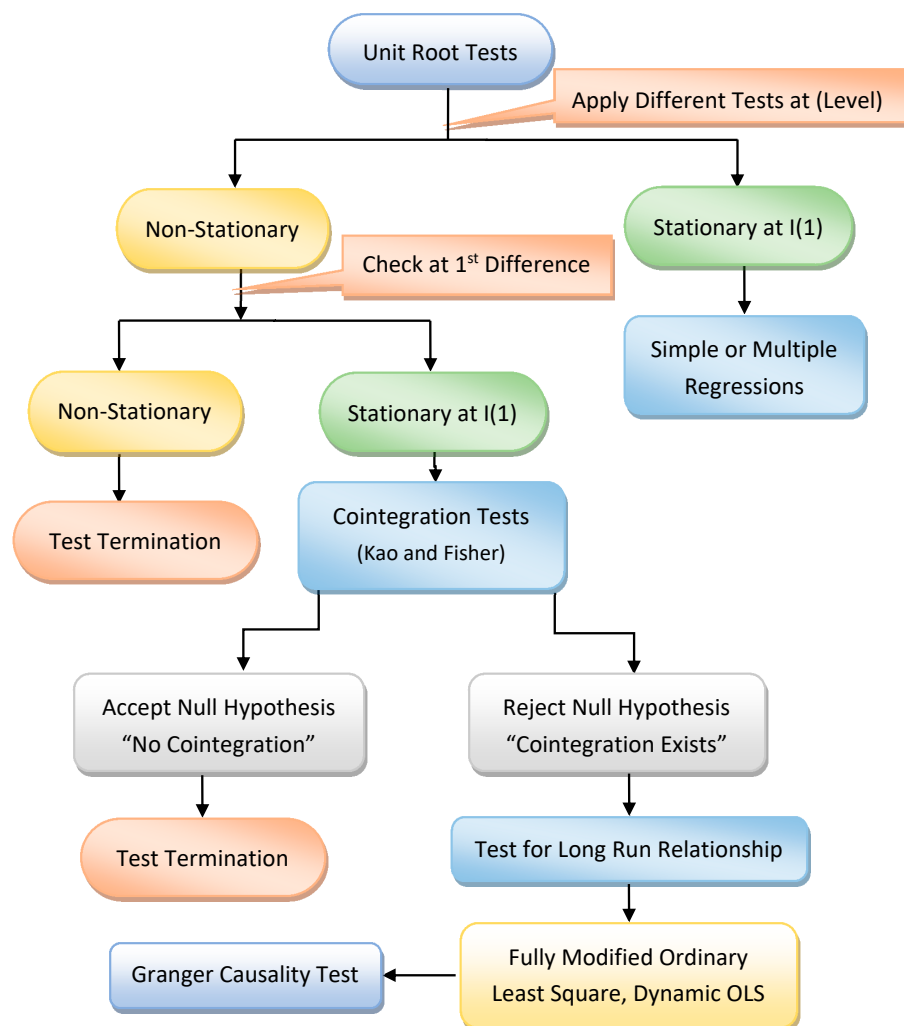 Unit Root Tests
Apply Different Tests at (Level)
Non-Stationary
Stationary at I(1)
Check at 1st Difference
Simple or Multiple
Regressions
Non-Stationary
Stationary at I(1)
Test Termination
Cointegration Tests
(Kao and Fisher)
Accept Null Hypothesis
“No Cointegration”
Reject Null Hypothesis
“Cointegration Exists”
Test Termination
Test for Long Run Relationship
Granger Causality Test
Fully Modified Ordinary
Least Square, Dynamic OLS